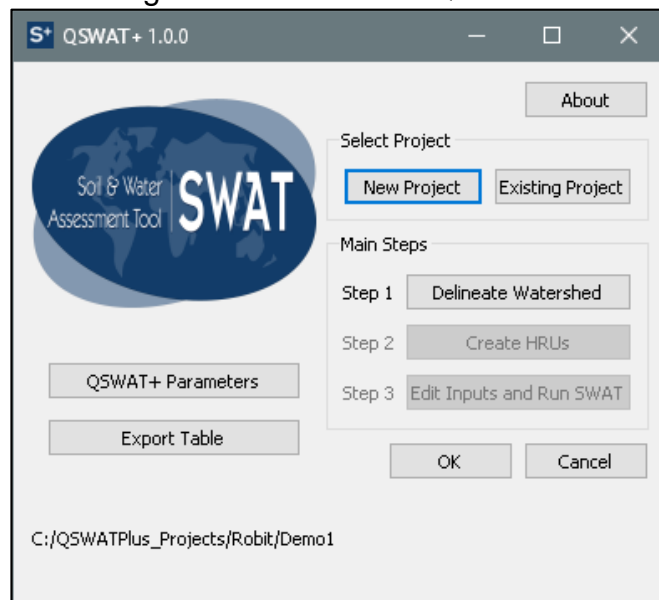 S+ QSWAT+ 1.0.0
About
Soil & Water
Assessment Tool
SWAT
Select Project
New Project Existing Project
Main Steps
Step 1 Delineate Watershed
Step 2 Create HRUs
Step 3 Edit Inputs and Run SWAT
QSWAT+ Parameters
Export Table
OK Cancel
C:/QSWATPlus_Projects/Robit/Demo1